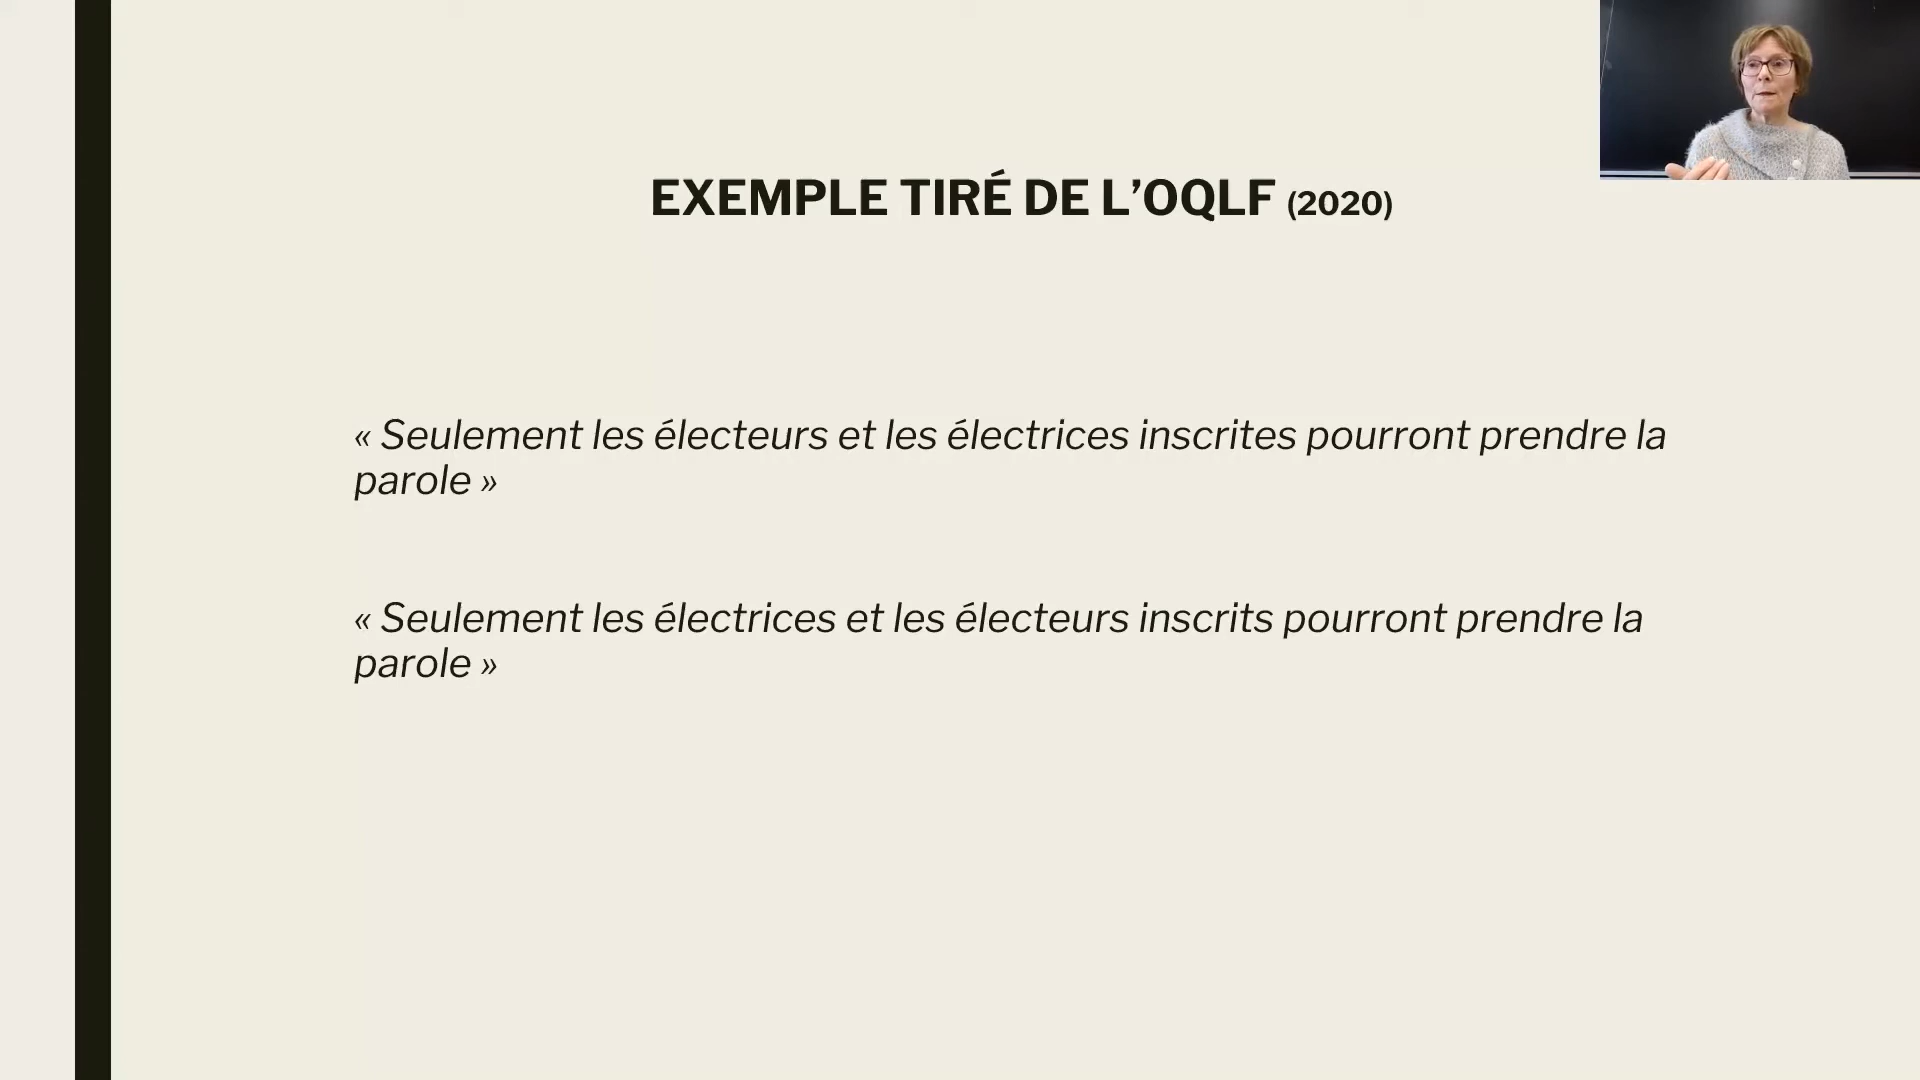 EXEMPLE TIRÉ DE L’OQLF (2020)
« Seulement les électeurs et les électrices inscrites pourront prendre la
parole »
« Seulement les électrices et les électeurs inscrits pourront prendre la
parole »